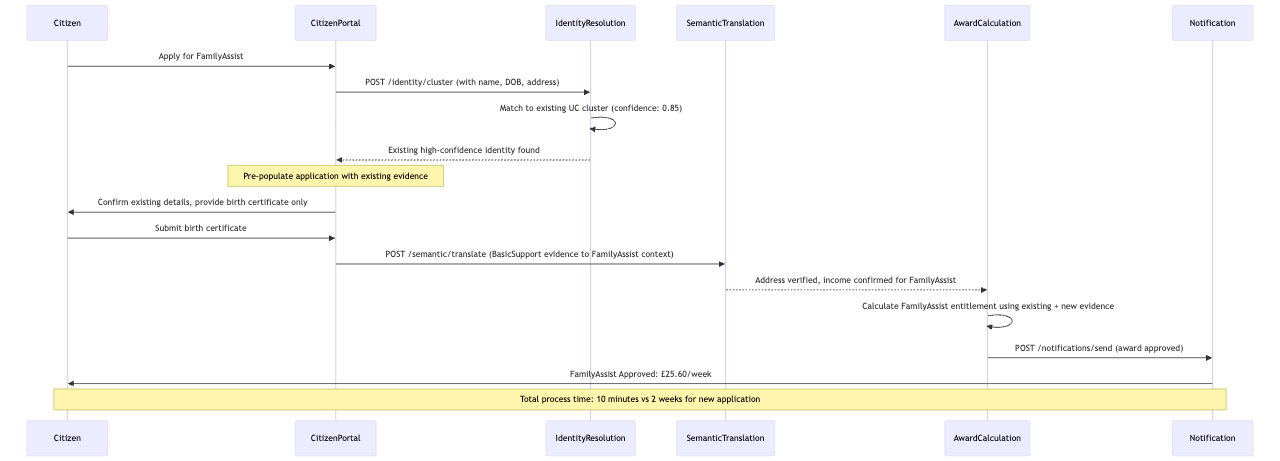 Citizen
CitizenPortal
IdentityResolution
SemanticTranslation
AwardCalculation
Notification
Apply for FamilyAssist
POST /identity/cluster (with name, DOB, address)
Match to existing UC cluster (confidence: 0.85)
Existing high-confidence identity found
Pre-populate application with existing evidence
Confirm existing details, provide birth certificate only
Submit birth certificate
POST /semantic/translate (BasicSupport evidence to FamilyAssist context)
Address verified, income confirmed for FamilyAssist
Calculate FamilyAssist entitlement using existing + new evidence
POST /notifications/send (award approved)
FamilyAssist Approved: £25.60/week
Total process time: 10 minutes vs 2 weeks for new application
Citizen
CitizenPortal
IdentityResolution
SemanticTranslation
AwardCalculation
Notification